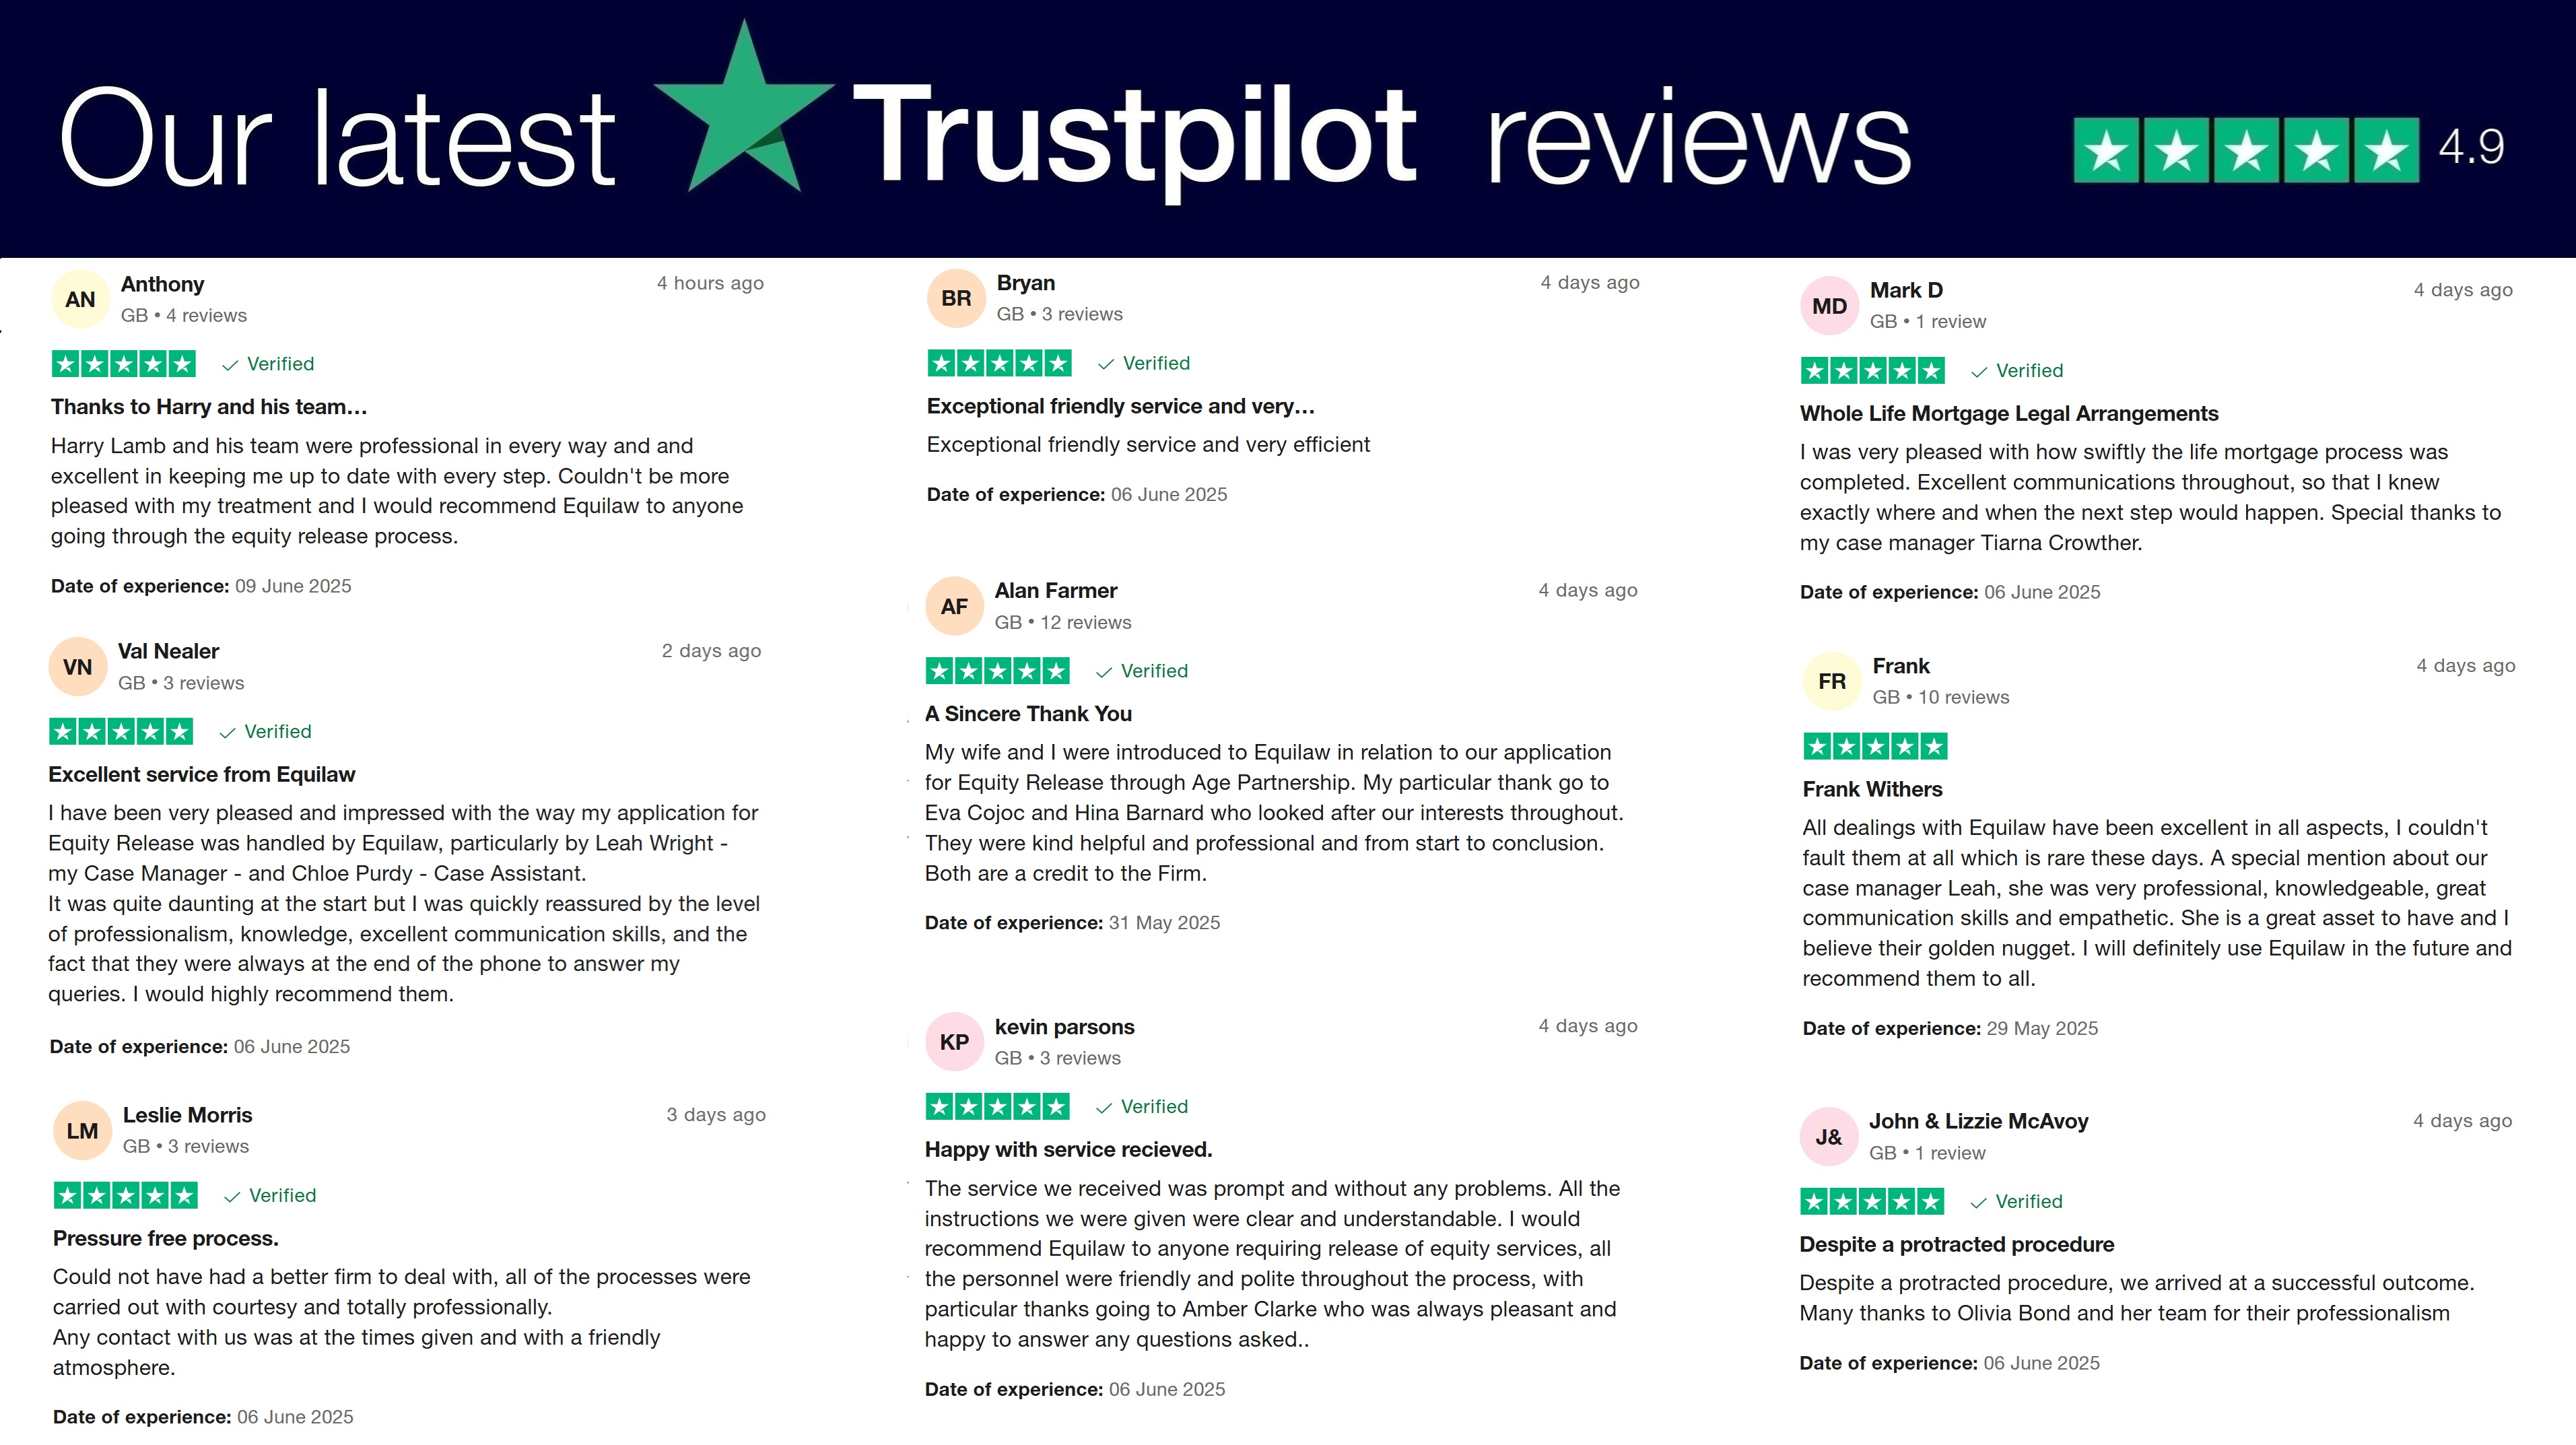 Our latest Trustpilot reviews 4.9
AN
Anthony
4 hours ago
GB • 4 reviews
Verified
Thanks to Harry and his team…
Harry Lamb and his team were professional in every way and and
excellent in keeping me up to date with every step. Couldn't be more
pleased with my treatment and I would recommend Equilaw to anyone
going through the equity release process.
Date of experience: 09 June 2025
VN
Val Nealer
2 days ago
GB • 3 reviews
Verified
Excellent service from Equilaw
I have been very pleased and impressed with the way my application for
Equity Release was handled by Equilaw, particularly by Leah Wright -
my Case Manager - and Chloe Purdy - Case Assistant.
It was quite daunting at the start but I was quickly reassured by the level
of professionalism, knowledge, excellent communication skills, and the
fact that they were always at the end of the phone to answer my
queries. I would highly recommend them.
Date of experience: 06 June 2025
LM
Leslie Morris
3 days ago
GB • 3 reviews
Verified
Pressure free process.
Could not have had a better firm to deal with, all of the processes were
carried out with courtesy and totally professionally.
Any contact with us was at the times given and with a friendly
atmosphere.
Date of experience: 06 June 2025
BR
Bryan
4 days ago
GB • 3 reviews
Verified
Exceptional friendly service and very…
Exceptional friendly service and very efficient
Date of experience: 06 June 2025
AF
Alan Farmer
4 days ago
GB • 12 reviews
Verified
A Sincere Thank You
My wife and I were introduced to Equilaw in relation to our application
for Equity Release through Age Partnership. My particular thank go to
Eva Cojoc and Hina Barnard who looked after our interests throughout.
They were kind helpful and professional and from start to conclusion.
Both are a credit to the Firm.
Date of experience: 31 May 2025
KP
kevin parsons
4 days ago
GB • 3 reviews
Verified
Happy with service recieved.
The service we received was prompt and without any problems. All the
instructions we were given were clear and understandable. I would
recommend Equilaw to anyone requiring release of equity services, all
the personnel were friendly and polite throughout the process, with
particular thanks going to Amber Clarke who was always pleasant and
happy to answer any questions asked..
Date of experience: 06 June 2025
MD
Mark D
4 days ago
GB • 1 review
Verified
Whole Life Mortgage Legal Arrangements
I was very pleased with how swiftly the life mortgage process was
completed. Excellent communications throughout, so that I knew
exactly where and when the next step would happen. Special thanks to
my case manager Tiarna Crowther.
Date of experience: 06 June 2025
FR
Frank
4 days ago
GB • 10 reviews
Frank Withers
All dealings with Equilaw have been excellent in all aspects, I couldn't
fault them at all which is rare these days. A special mention about our
case manager Leah, she was very professional, knowledgeable, great
communication skills and empathetic. She is a great asset to have and I
believe their golden nugget. I will definitely use Equilaw in the future and
recommend them to all.
Date of experience: 29 May 2025
J&
John & Lizzie McAvoy
4 days ago
GB • 1 review
Verified
Despite a protracted procedure
Despite a protracted procedure, we arrived at a successful outcome.
Many thanks to Olivia Bond and her team for their professionalism
Date of experience: 06 June 2025